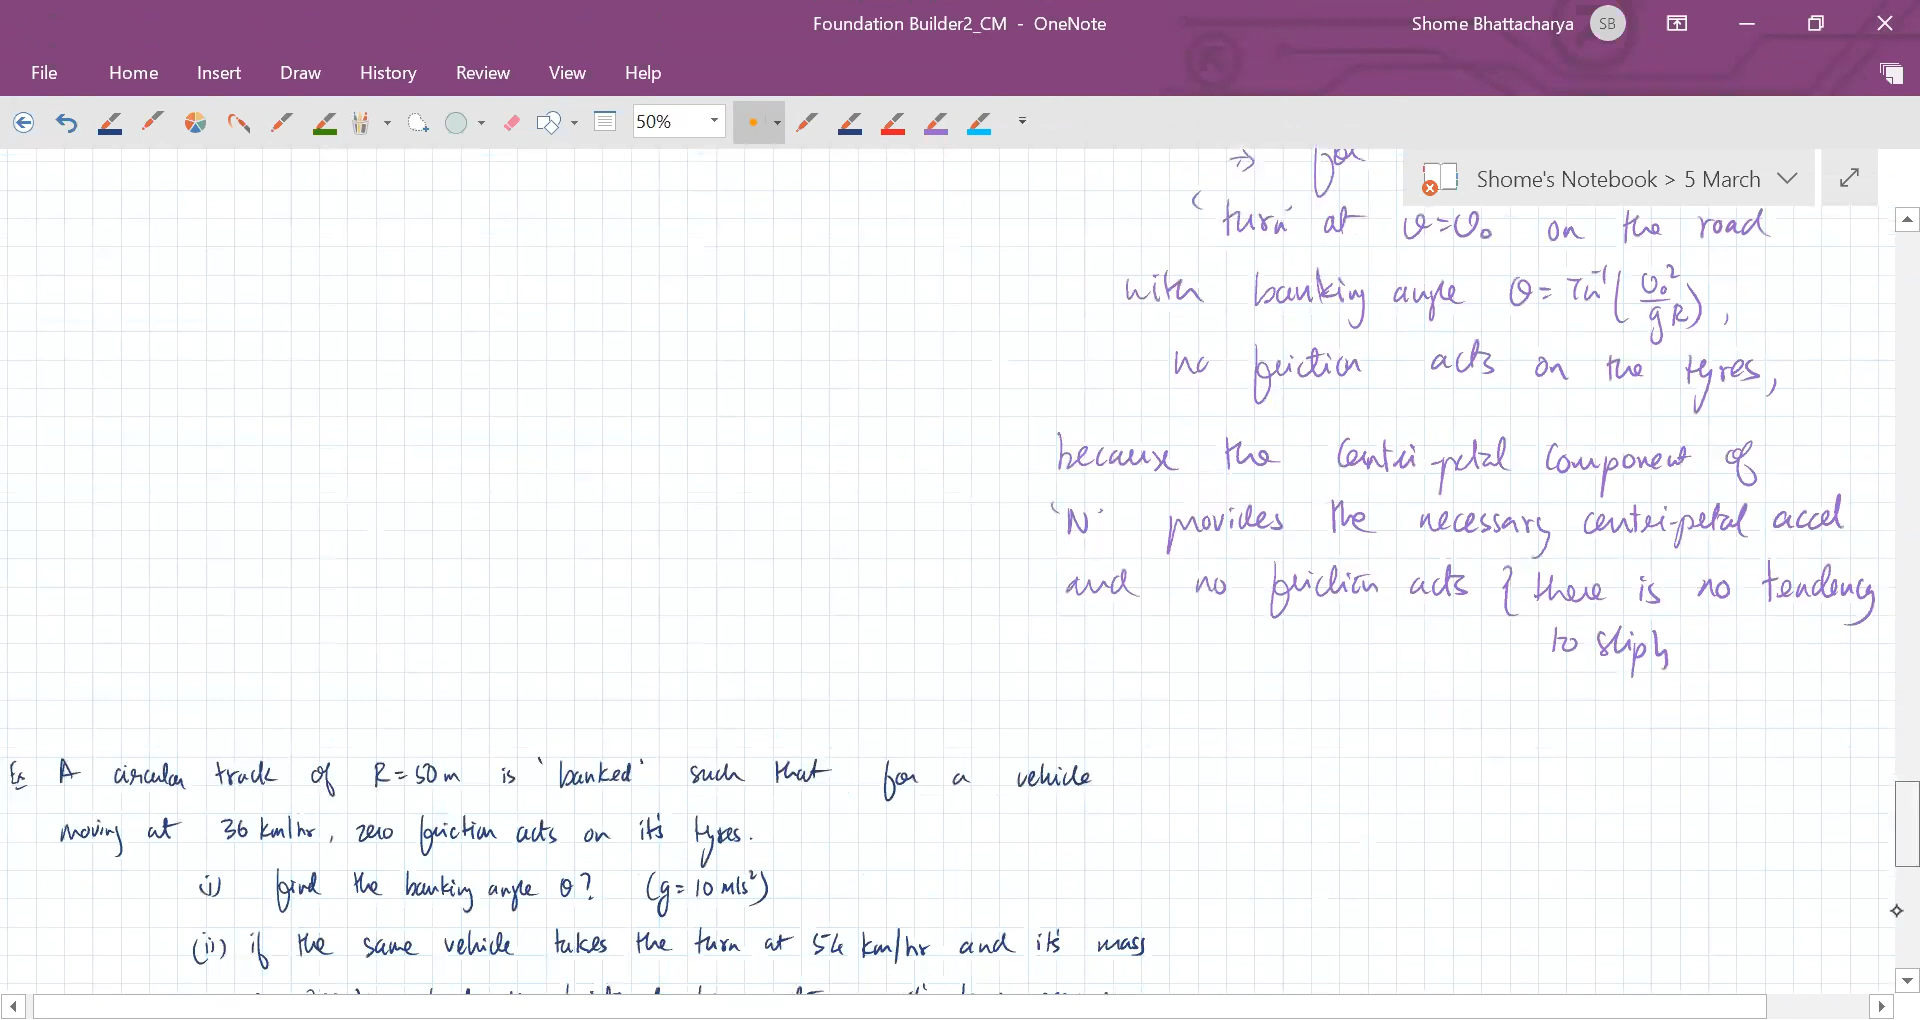 Foundation Builder2_CM - OneNote
Shome Bhattacharya SB
File Home Insert Draw History Review View Help
50%
Shome's Notebook > 5 March
→ for
'turn' at v=v₀ on the road
with banking angle θ = Tan⁻¹(v₀²/gR),
no friction acts on the tyres,
because the centri-petal component of
'N' provides the necessary centri-petal accel
and no friction acts { there is no tendency
to slip}
Ex A circular track of R = 50 m is 'banked' such that for a vehicle
moving at 36 km/hr, zero friction acts on it's tyres.
(i) find the banking angle θ? (g = 10 m/s²)
(ii) if the same vehicle takes the turn at 54 km/hr and it's mass